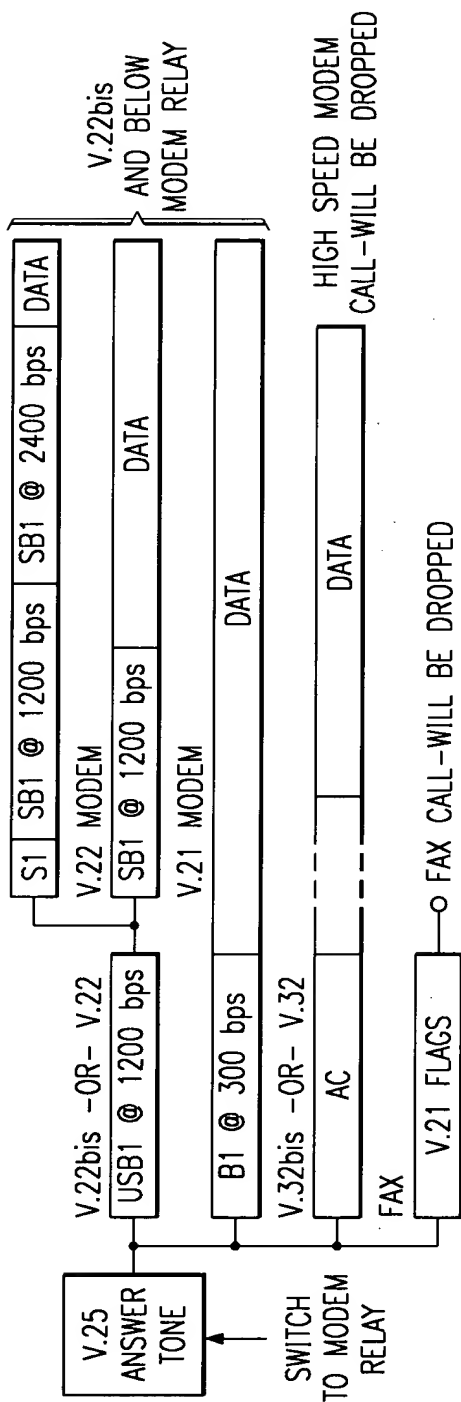 V.25
ANSWER
TONE
SWITCH
TO MODEM
RELAY
V.22bis -OR- V.22
USB1 @ 1200 bps
S1 SB1 @ 1200 bps SB1 @ 2400 bps DATA
V.22 MODEM
SB1 @ 1200 bps DATA
V.21 MODEM
B1 @ 300 bps DATA
V.22bis
AND BELOW
MODEM RELAY
V.32bis -OR- V.32
AC DATA
HIGH SPEED MODEM
CALL-WILL BE DROPPED
FAX
V.21 FLAGS
FAX CALL-WILL BE DROPPED